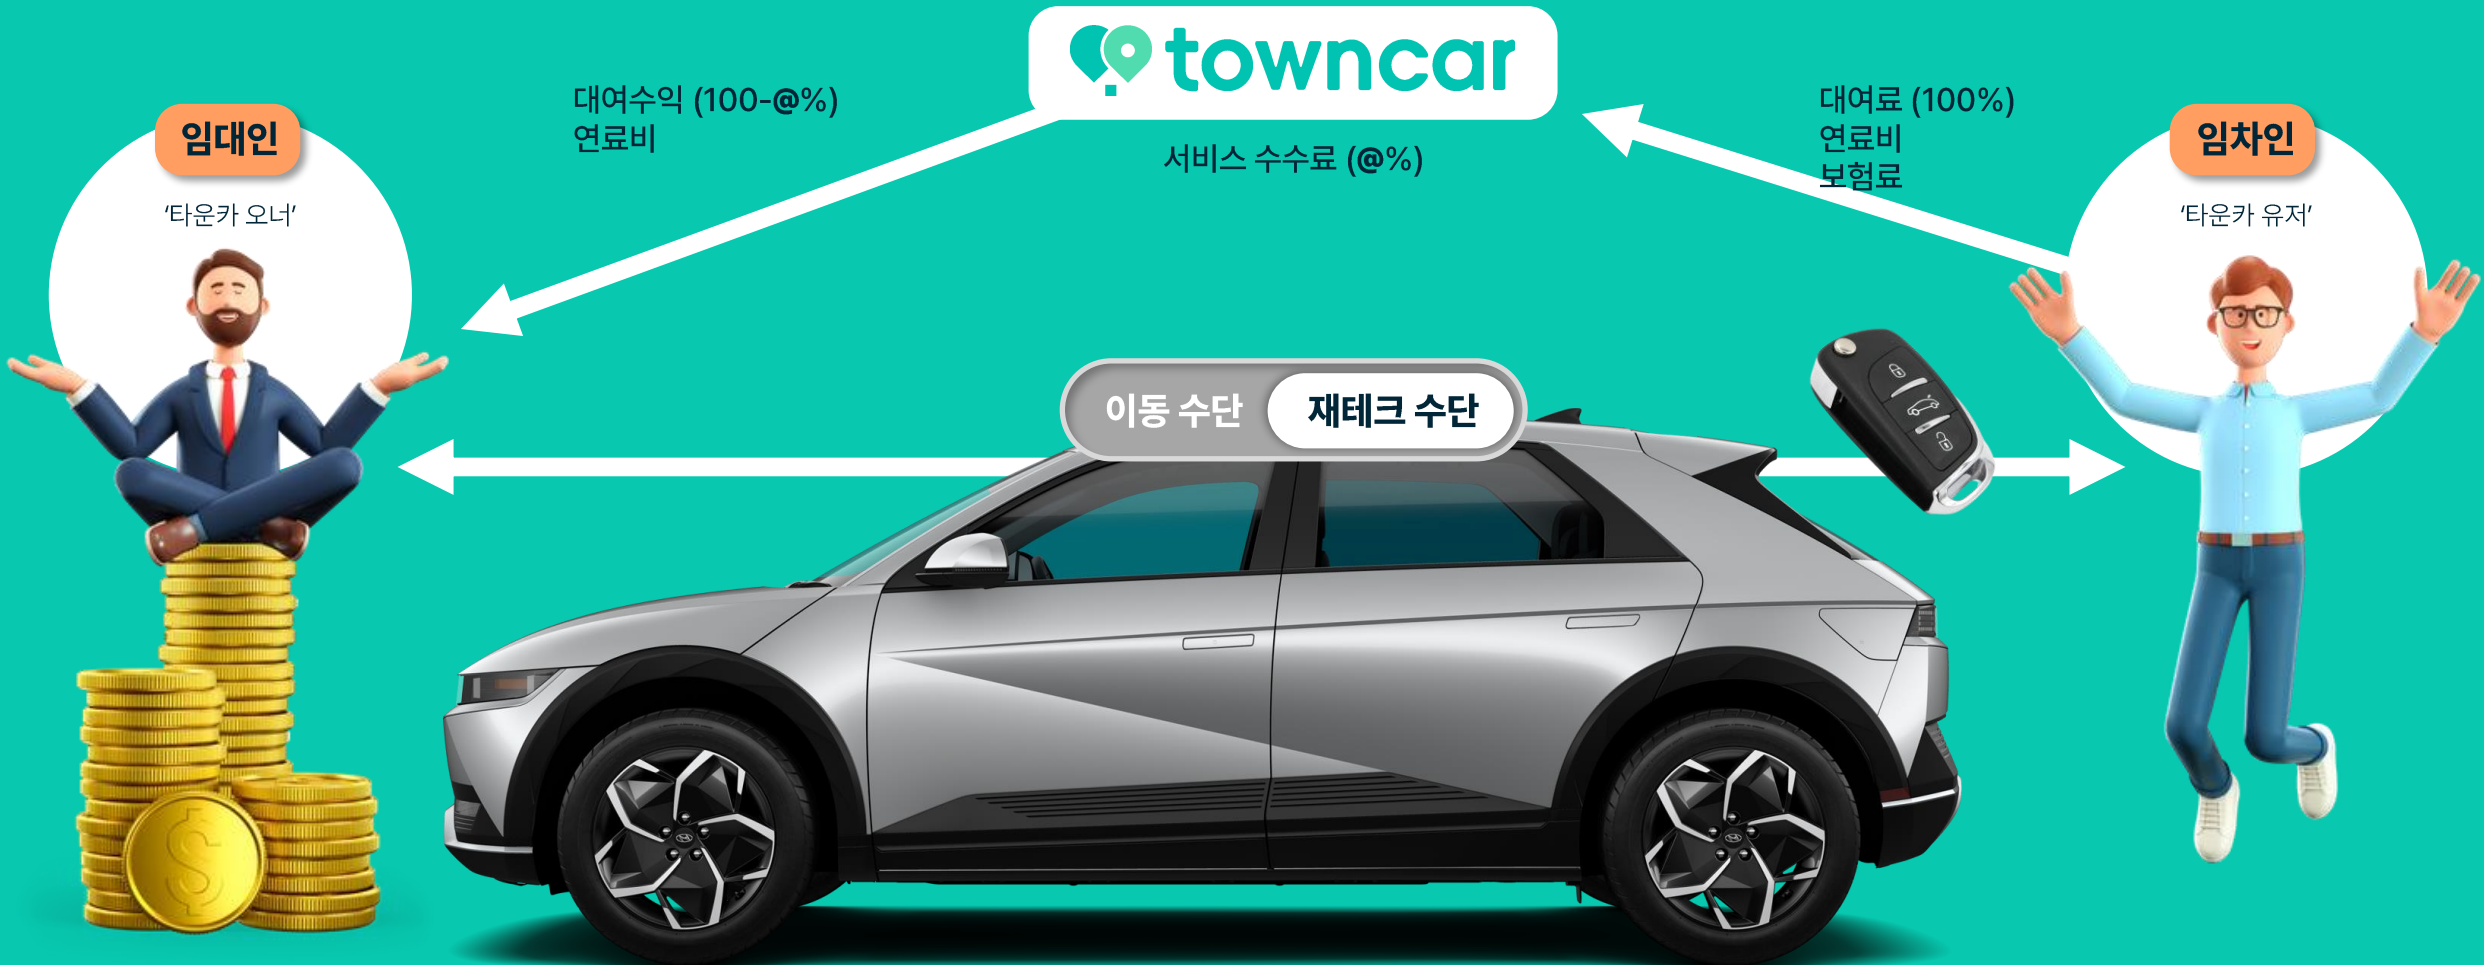 towncar
서비스 수수료 (@%)
대여수익 (100-@%)
연료비
대여료 (100%)
연료비
보험료
임대인
'타운카 오너'
임차인
'타운카 유저'
이동 수단
재테크 수단